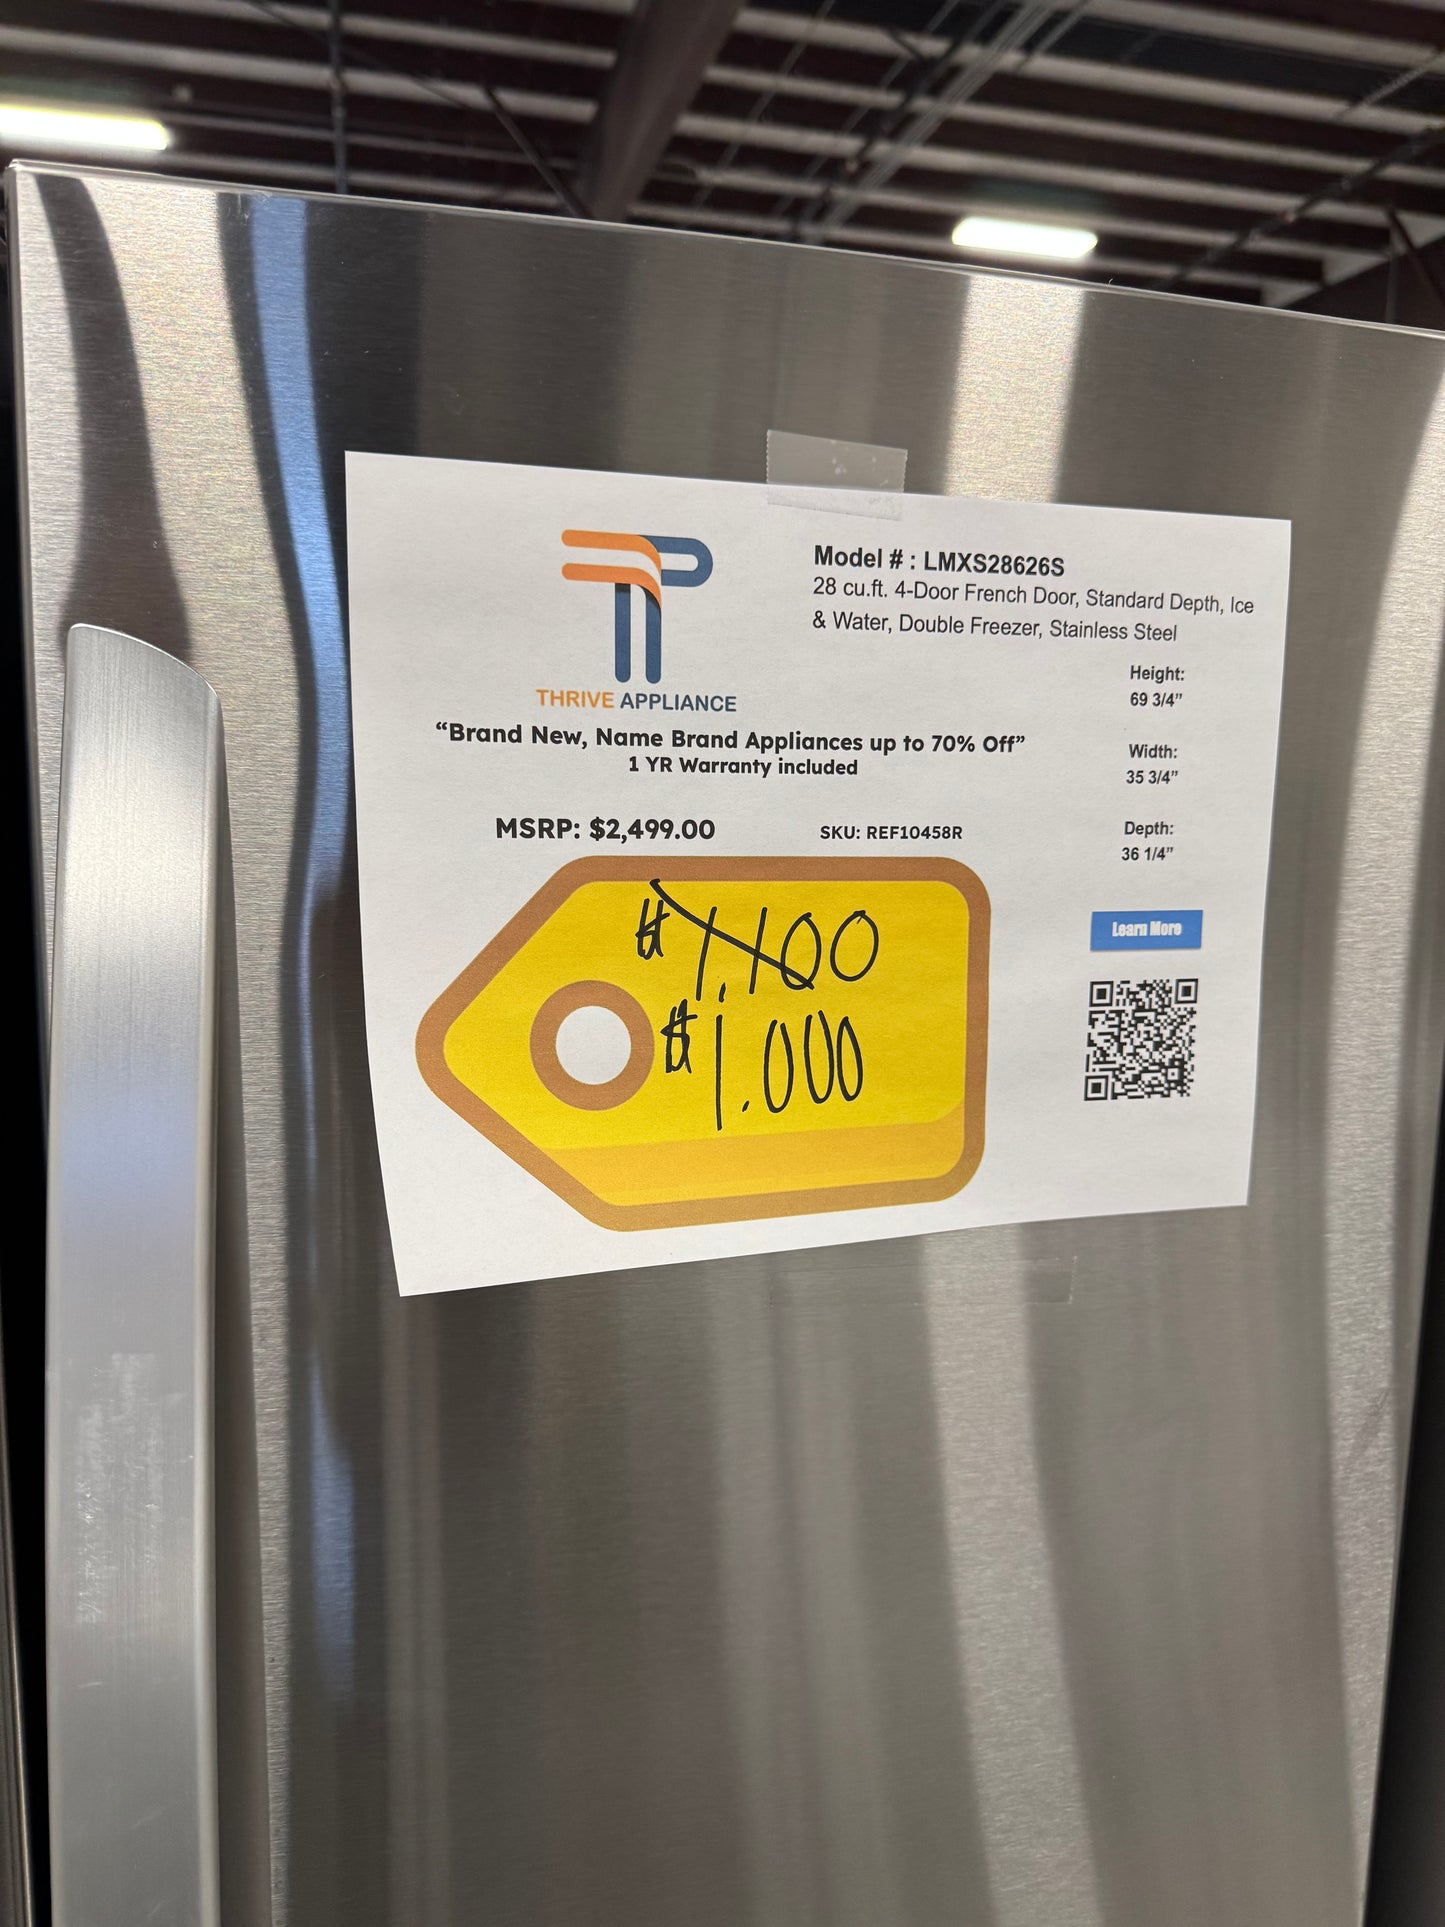 THRIVE APPLIANCE
Model # : LMXS28626S
28 cu.ft. 4-Door French Door, Standard Depth, Ice
& Water, Double Freezer, Stainless Steel
“Brand New, Name Brand Appliances up to 70% Off”
1 YR Warranty included
MSRP: $2,499.00
SKU: REF10458R
Height:
69 3/4”
Width:
35 3/4”
Depth:
36 1/4”
Learn More
$1.100
$1.000